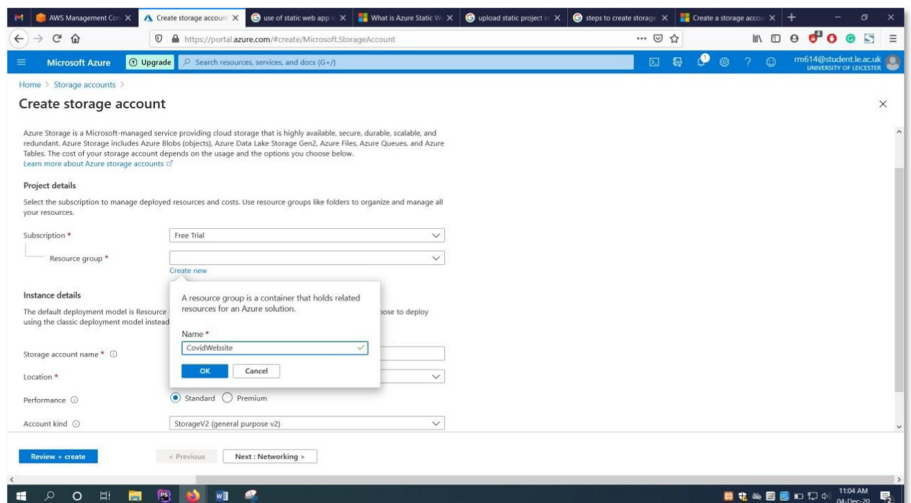 AWS Management Con
Create storage account
use of static web app
What is Azure Static W
upload static project in
steps to create storage
Create a storage accou
https://portal.azure.com/#create/Microsoft.StorageAccount
Microsoft Azure
Upgrade
Search resources, services, and docs (G+/)
1
rm614@student.le.ac.uk
UNIVERSITY OF LEICESTER
Home > Storage accounts >
Create storage account
Azure Storage is a Microsoft-managed service providing cloud storage that is highly available, secure, durable, scalable, and
redundant. Azure Storage includes Azure Blobs (objects), Azure Data Lake Storage Gen2, Azure Files, Azure Queues, and Azure
Tables. The cost of your storage account depends on the usage and the options you choose below.
Learn more about Azure storage accounts
Project details
Select the subscription to manage deployed resources and costs. Use resource groups like folders to organize and manage all
your resources.
Subscription *
Free Trial
Resource group *
Create new
A resource group is a container that holds related
resources for an Azure solution.
Name *
CovidWebsite
OK
Cancel
Instance details
The default deployment model is Resource
oose to deploy
using the classic deployment model instead
Storage account name *
Location *
Performance
Standard
Premium
Account kind
StorageV2 (general purpose v2)
Review + create
< Previous
Next : Networking >
11:04 AM
04-Dec-20